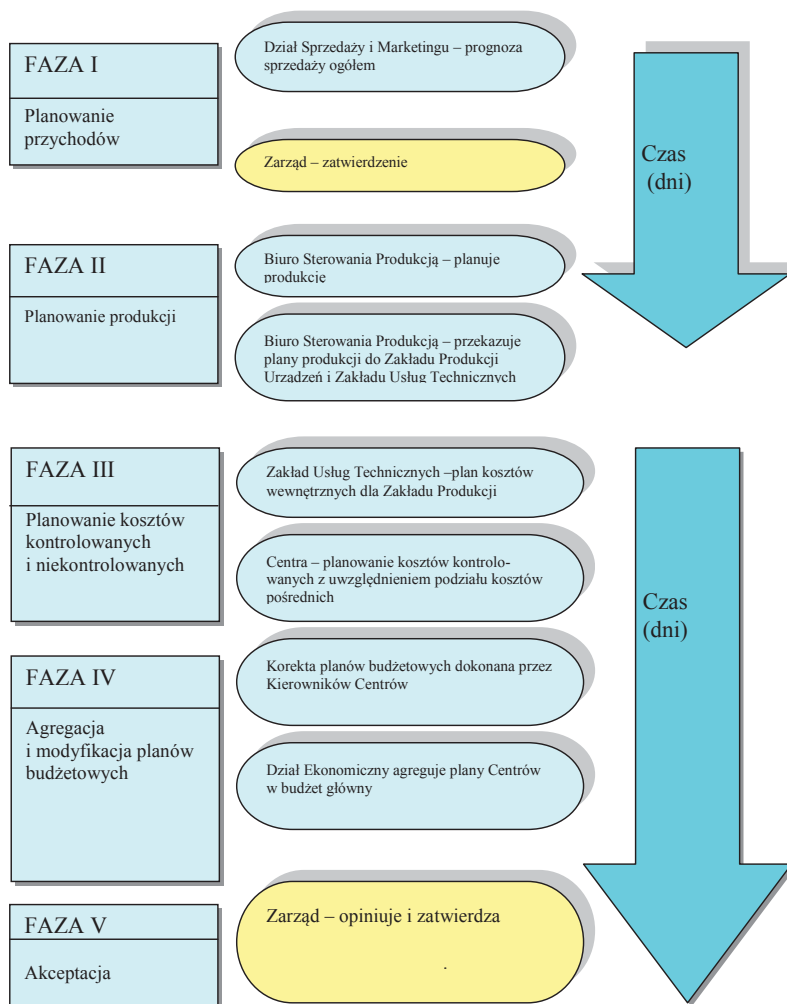 FAZA I
Planowanie
przychodów
Dział Sprzedaży i Marketingu – prognoza
sprzedaży ogółem
Zarząd – zatwierdzenie
Czas
(dni)
FAZA II
Planowanie produkcji
Biuro Sterowania Produkcją – planuje
produkcję
Biuro Sterowania Produkcją – przekazuje
plany produkcji do Zakładu Produkcji
Urządzeń i Zakładu Usług Technicznych
FAZA III
Planowanie kosztów
kontrolowanych
i niekontrolowanych
Zakład Usług Technicznych –plan kosztów
wewnętrznych dla Zakładu Produkcji
Centra – planowanie kosztów kontrolo-
wanych z uwzględnieniem podziału kosztów
pośrednich
Czas
(dni)
FAZA IV
Agregacja
i modyfikacja planów
budżetowych
Korekta planów budżetowych dokonana przez
Kierowników Centrów
Dział Ekonomiczny agreguje plany Centrów
w budżet główny
FAZA V
Akceptacja
Zarząd – opiniuje i zatwierdza
.